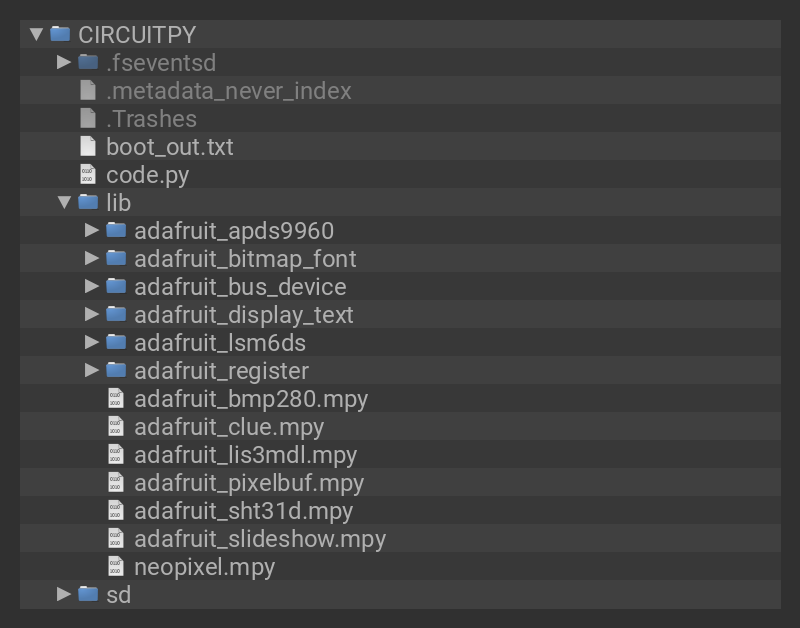 CIRCUITPY
.fseventsd
.metadata_never_index
.Trashes
boot_out.txt
code.py
lib
adafruit_apds9960
adafruit_bitmap_font
adafruit_bus_device
adafruit_display_text
adafruit_lsm6ds
adafruit_register
adafruit_bmp280.mpy
adafruit_clue.mpy
adafruit_lis3mdl.mpy
adafruit_pixelbuf.mpy
adafruit_sht31d.mpy
adafruit_slideshow.mpy
neopixel.mpy
sd